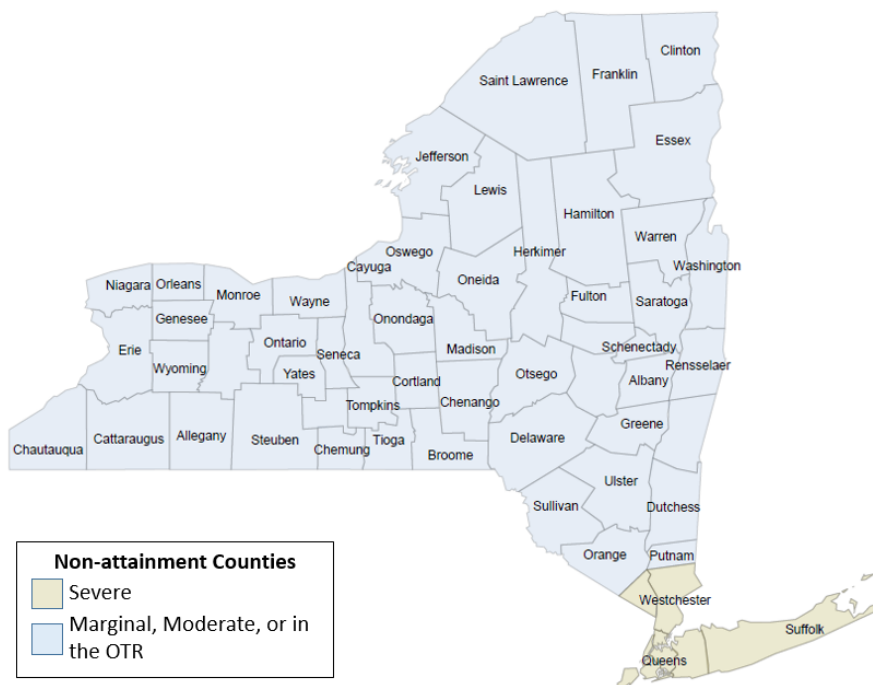 Clinton
Franklin
Saint Lawrence
Essex
Jefferson
Lewis
Hamilton
Warren
Oswego
Herkimer
Washington
Cayuga
Oneida
Niagara
Orleans
Monroe
Wayne
Fulton
Saratoga
Genesee
Onondaga
Ontario
Madison
Schenectady
Erie
Seneca
Rensselaer
Wyoming
Yates
Cortland
Otsego
Albany
Tompkins
Chenango
Greene
Chautauqua
Cattaraugus
Allegany
Steuben
Chemung
Tioga
Broome
Delaware
Ulster
Sullivan
Dutchess
Orange
Putnam
Westchester
Suffolk
Queens
Non-attainment Counties
Severe
Marginal, Moderate, or in
the OTR